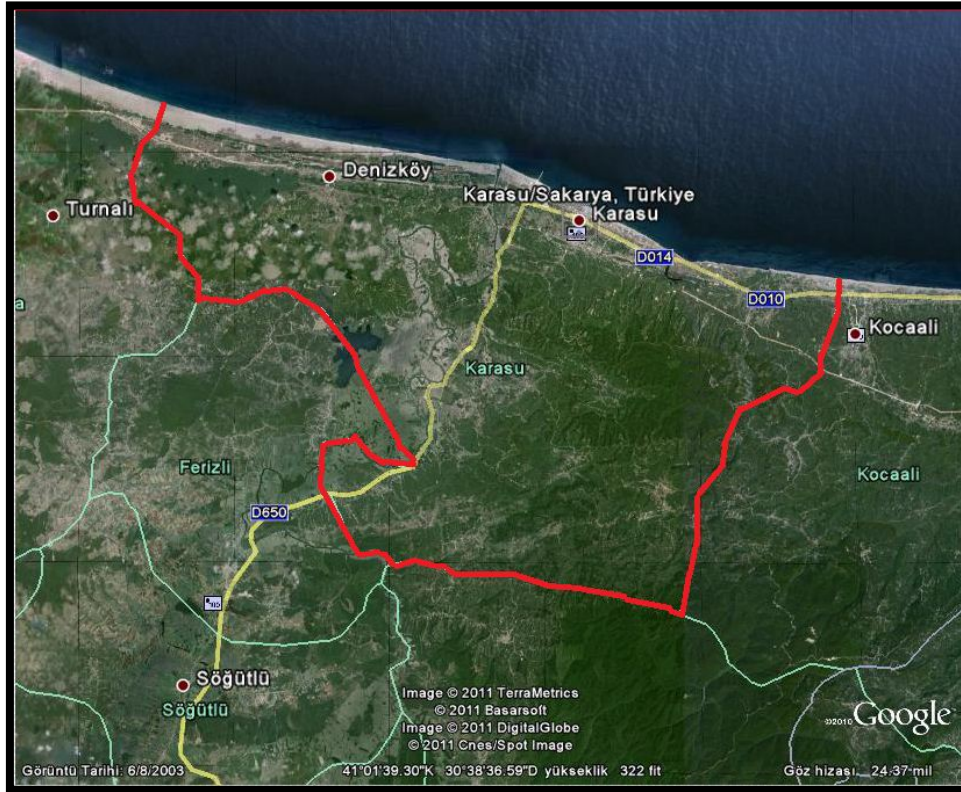 Denizköy
Turnalı
Karasu/Sakarya, Türkiye
Karasu
D014
D010
a
Kocaali
Karasu
Ferizli
Kocaali
D650
Söğütlü
Söğütlü
Image © 2011 TerraMetrics
© 2011 Basarsoft
Image © 2011 DigitalGlobe
© 2011 Cnes/Spot Image
©2010 Google
Görüntü Tarihi: 6/8/2003
41°01'39.30"K 30°38'36.59"D yükseklik 322 fit
Göz hizası 24.37 mil